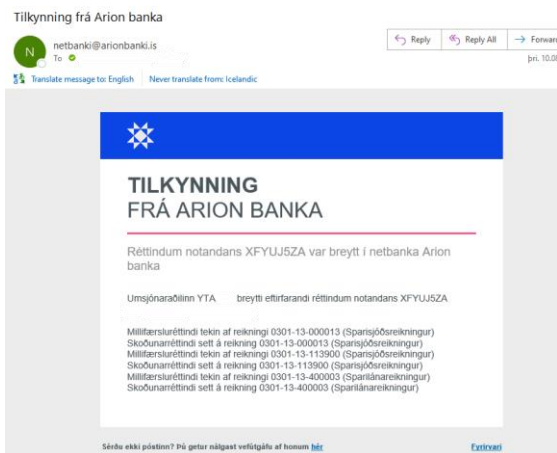 Tilkynning frá Arion banka
N
netbanki@arionbanki.is
To
Reply
Reply All
Forward
þri. 10.0
Translate message to: English
Never translate from: Icelandic
TILKYNNING
FRÁ ARION BANKA
Réttindum notandans XFYUJ5ZA var breytt í netbanka Arion
banka
Umsjónaraðilinn YTA breytti eftirfarandi réttindum notandans XFYUJ5ZA
Millifærsluréttindi tekin af reikningi 0301-13-000013 (Sparisjóðsreikningur)
Skoðunarréttindi sett á reikning 0301-13-000013 (Sparisjóðsreikningur)
Millifærsluréttindi tekin af reikningi 0301-13-113900 (Sparisjóðsreikningur)
Skoðunarréttindi sett á reikning 0301-13-113900 (Sparisjóðsreikningur)
Millifærsluréttindi tekin af reikningi 0301-13-400003 (Sparilánareikningur)
Skoðunarréttindi sett á reikning 0301-13-400003 (Sparilánareikningur)
Sérðu ekki póstinn? Þú getur nálgast vefútgáfu af honum hér
Fyrirvari